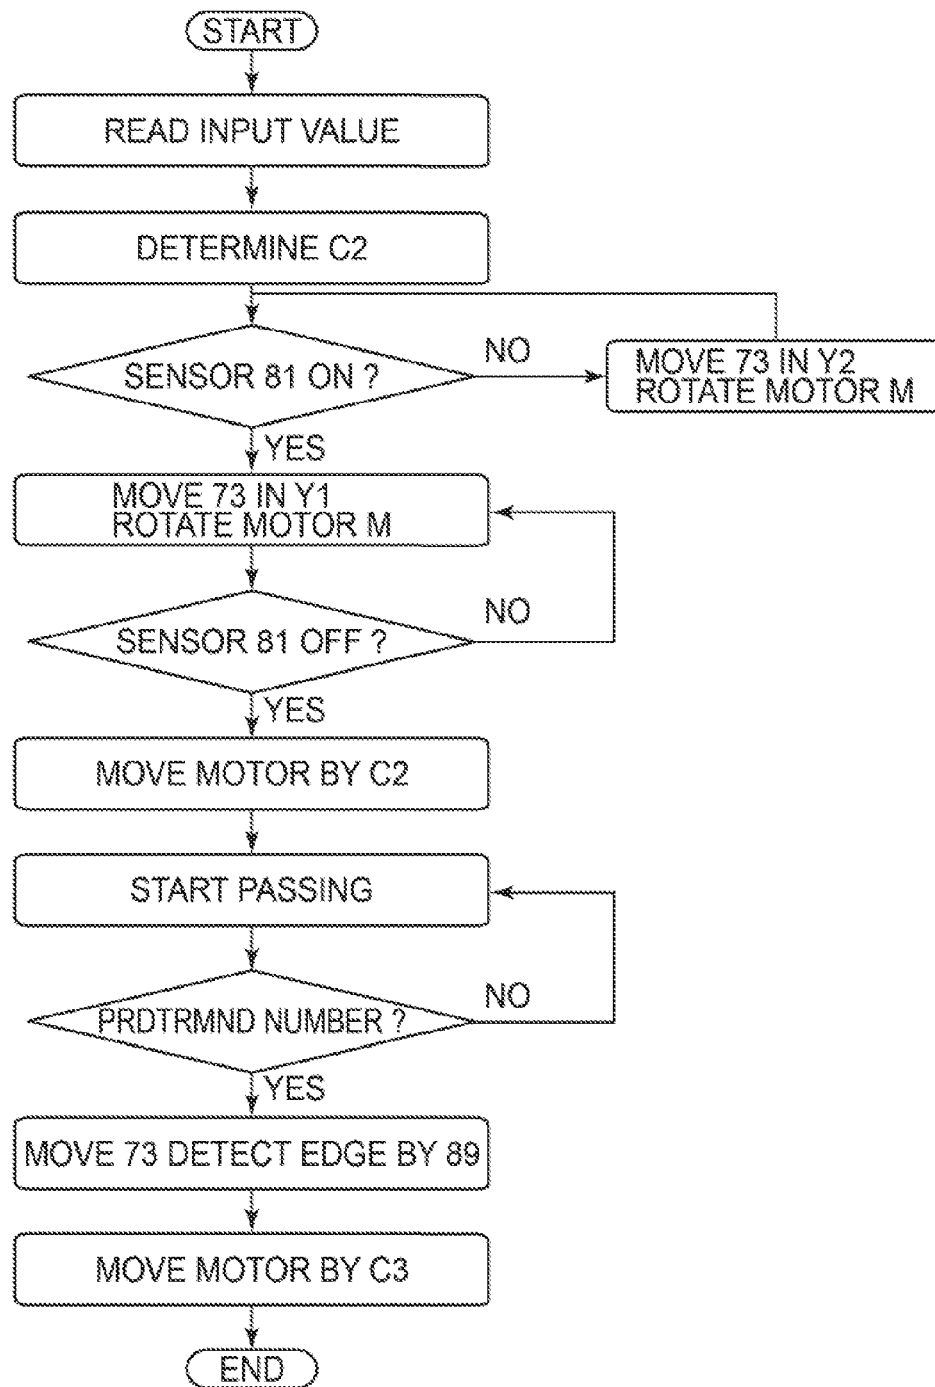 START
READ INPUT VALUE
DETERMINE C2
SENSOR 81 ON ?
NO
MOVE 73 IN Y2
ROTATE MOTOR M
YES
MOVE 73 IN Y1
ROTATE MOTOR M
SENSOR 81 OFF ?
NO
YES
MOVE MOTOR BY C2
START PASSING
PRDTRMND NUMBER ?
NO
YES
MOVE 73 DETECT EDGE BY 89
MOVE MOTOR BY C3
END